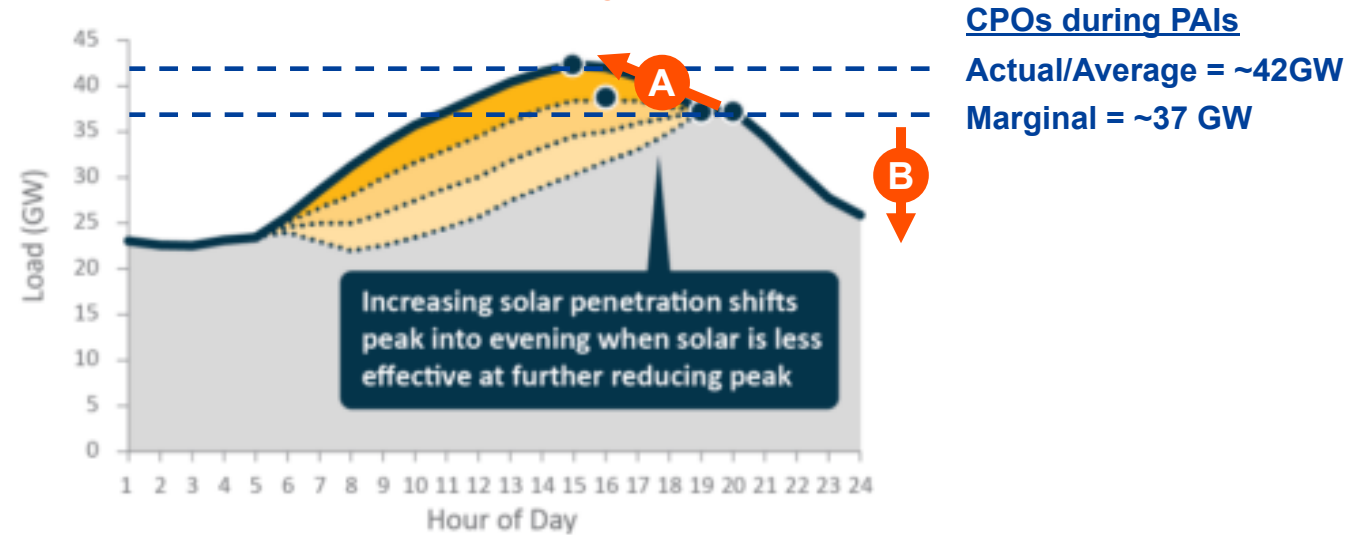 CPOs during PAIs
Actual/Average = ~42GW
Marginal = ~37 GW
A
B
Load (GW)
45
40
35
30
25
20
15
10
5
0
Increasing solar penetration shifts
peak into evening when solar is less
effective at further reducing peak
1 2 3 4 5 6 7 8 9 10 11 12 13 14 15 16 17 18 19 20 21 22 23 24
Hour of Day